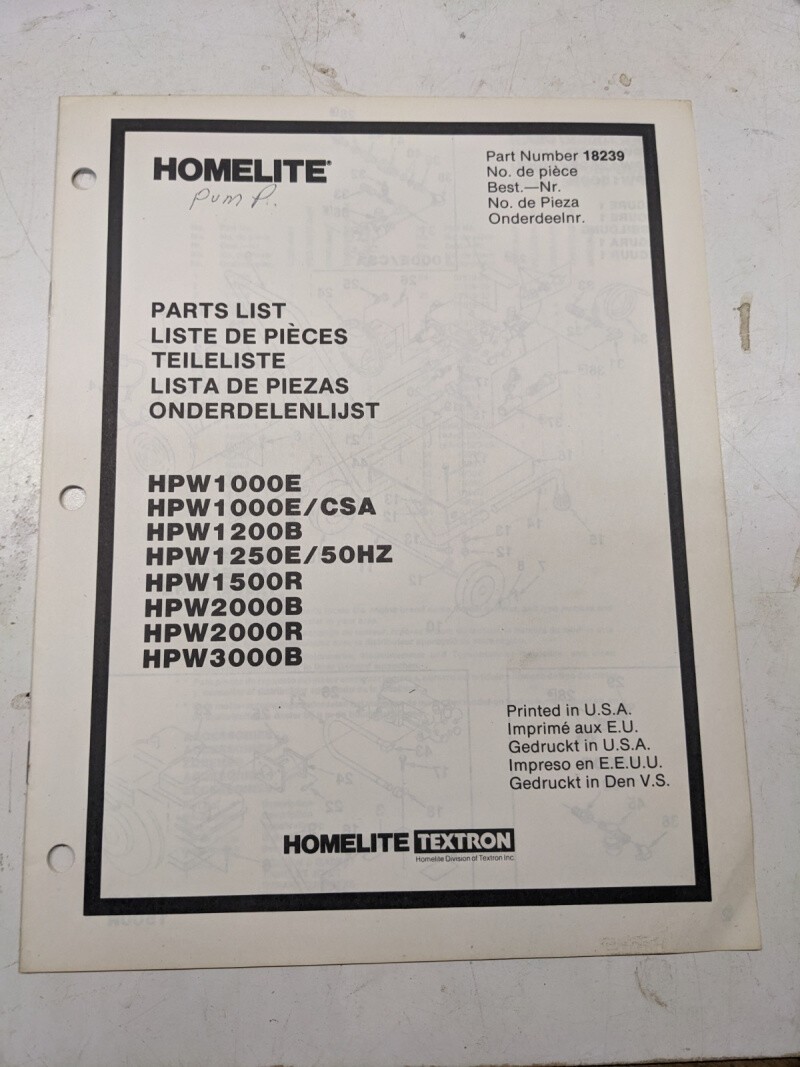 HOMELITE®
Pump.
Part Number 18239
No. de pièce
Best.—Nr.
No. de Pieza
Onderdeelnr.
PARTS LIST
LISTE DE PIÈCES
TEILELISTE
LISTA DE PIEZAS
ONDERDELENLIJST
HPW1000E
HPW1000E/CSA
HPW1200B
HPW1250E/50HZ
HPW1500R
HPW2000B
HPW2000R
HPW3000B
Printed in U.S.A.
Imprimé aux E.U.
Gedruckt in U.S.A.
Impreso en E.E.U.U.
Gedruckt in Den V.S.
HOMELITE TEXTRON
Homelite Division of Textron Inc.